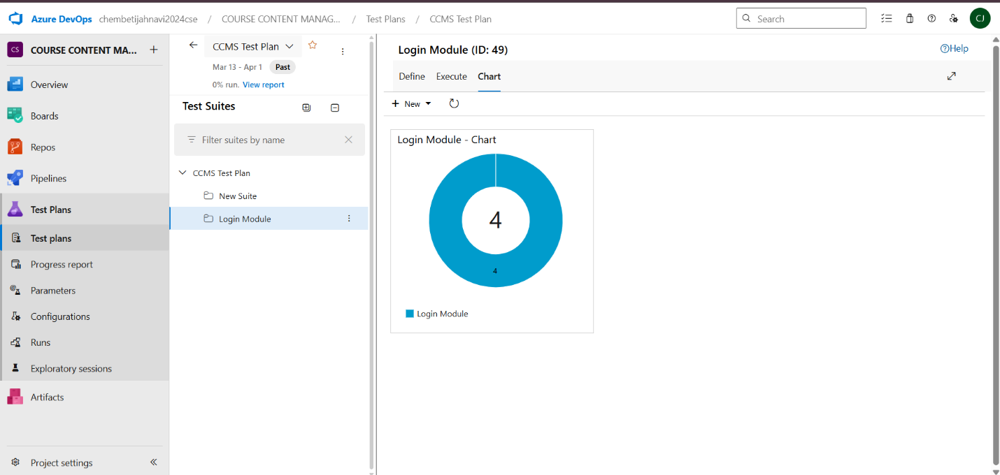 Azure DevOps chembetijahnavi2024cse / COURSE CONTENT MANAG... / Test Plans / CCMS Test Plan
Search
CJ
CS COURSE CONTENT MA...
Overview
Boards
Repos
Pipelines
Test Plans
Test plans
Progress report
Parameters
Configurations
Runs
Exploratory sessions
Artifacts
Project settings
CCMS Test Plan
Mar 13 - Apr 1 Past
0% run. View report
Test Suites
Filter suites by name
CCMS Test Plan
New Suite
Login Module
Login Module (ID: 49)
Help
Define Execute Chart
New
Login Module - Chart
4
4
Login Module